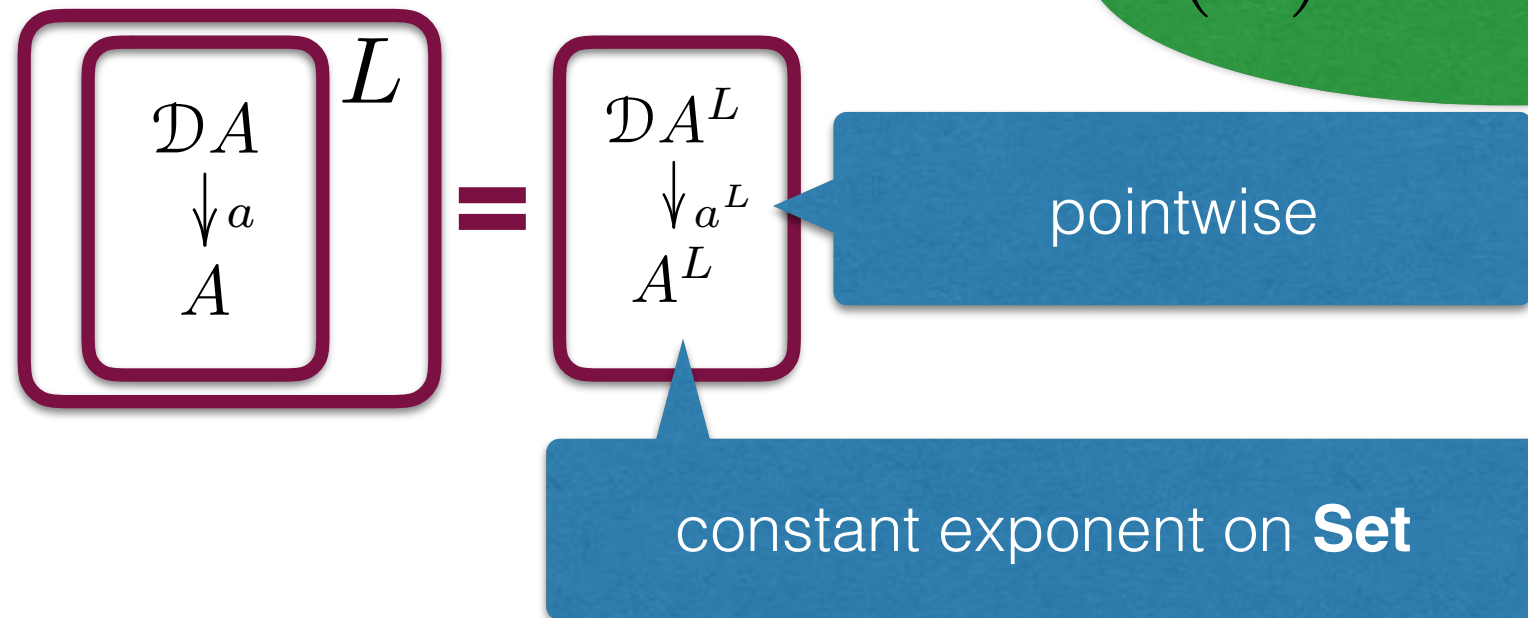 𝒟A
↓a
A
L
=
𝒟A^L
↓a^L
A^L
pointwise
constant exponent on Set